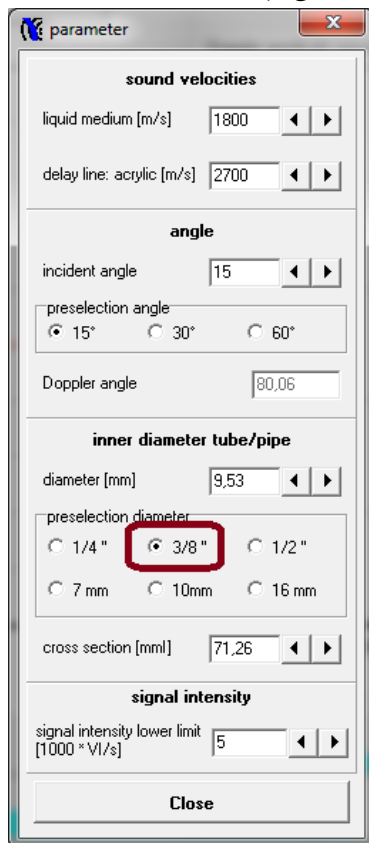 parameter
sound velocities
liquid medium [m/s] 1800
delay line: acrylic [m/s] 2700
angle
incident angle 15
preselection angle
15° 30° 60°
Doppler angle 80,06
inner diameter tube/pipe
diameter [mm] 9,53
preselection diameter
1/4 " 3/8 " 1/2 "
7 mm 10mm 16 mm
cross section [mml] 71,26
signal intensity
signal intensity lower limit
[1000 * VI/s] 5
Close